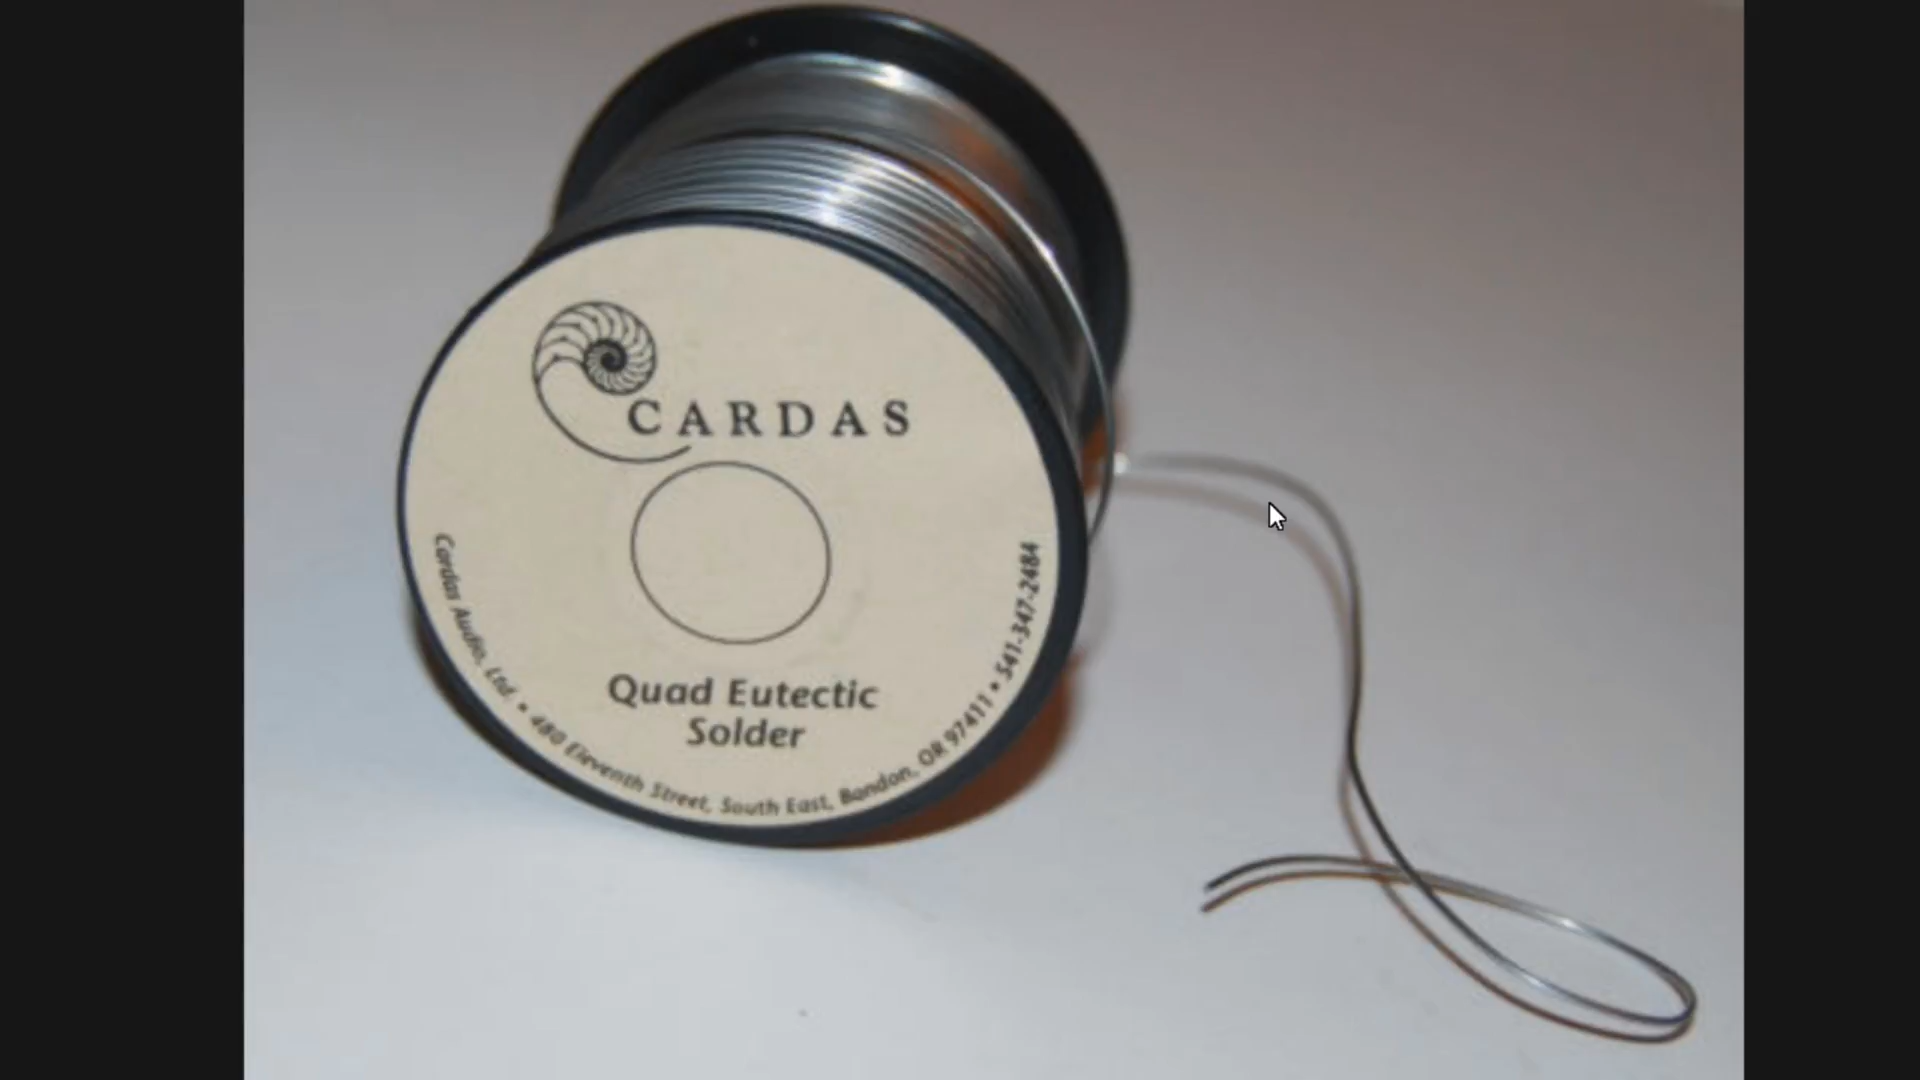 CARDAS
Quad Eutectic
Solder
Cardas Audio, Ltd. • 480 Eleventh Street, South East, Bandon, OR 97411 • 541-347-2484